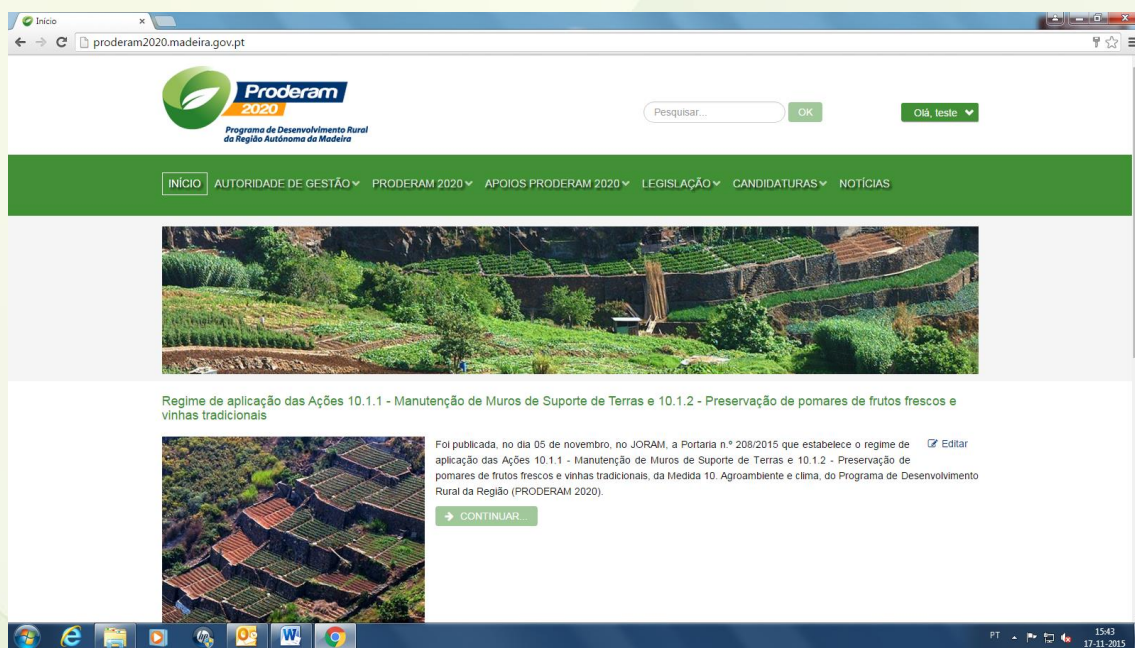 Início
proderam2020.madeira.gov.pt
Proderam
2020
Programa de Desenvolvimento Rural
da Região Autónoma da Madeira
Pesquisar...
OK
Olá, teste
INÍCIO AUTORIDADE DE GESTÃO PRODERAM 2020 APOIOS PRODERAM 2020 LEGISLAÇÃO CANDIDATURAS NOTÍCIAS
Regime de aplicação das Ações 10.1.1 - Manutenção de Muros de Suporte de Terras e 10.1.2 - Preservação de pomares de frutos frescos e
vinhas tradicionais
Foi publicada, no dia 05 de novembro, no JORAM, a Portaria n.º 208/2015 que estabelece o regime de
aplicação das Ações 10.1.1 - Manutenção de Muros de Suporte de Terras e 10.1.2 - Preservação de
pomares de frutos frescos e vinhas tradicionais, da Medida 10. Agroambiente e clima, do Programa de Desenvolvimento
Rural da Região (PRODERAM 2020).
Editar
CONTINUAR...
PT
15:43
17-11-2015